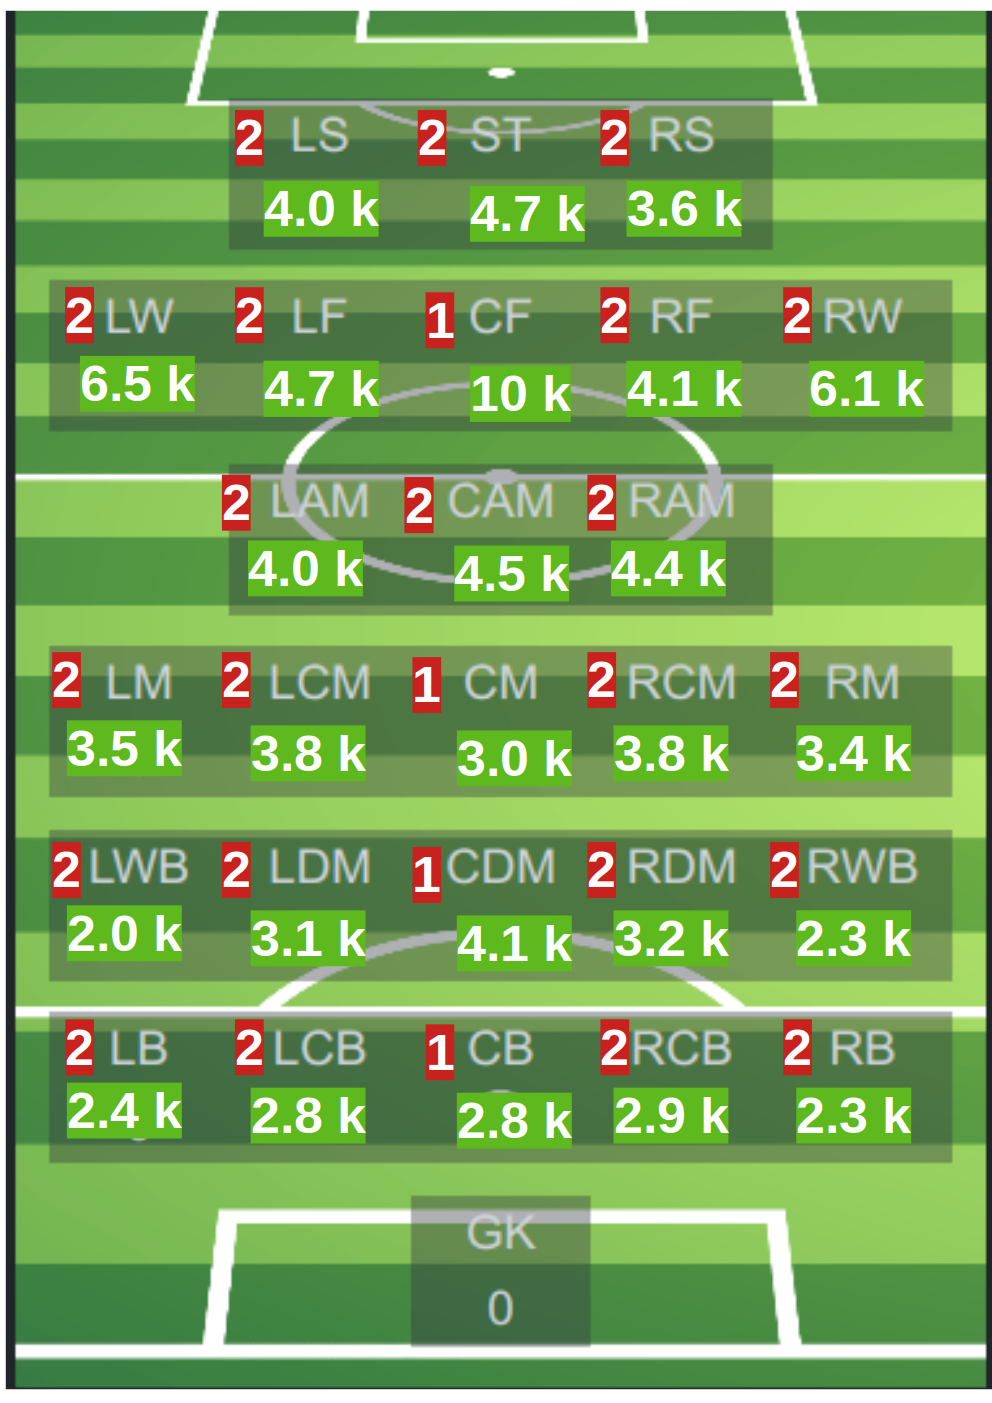 2 LS 2 ST 2 RS
4.0 k 4.7 k 3.6 k
2 LW 2 LF 1 CF 2 RF 2 RW
6.5 k 4.7 k 10 k 4.1 k 6.1 k
2 LAM 2 CAM 2 RAM
4.0 k 4.5 k 4.4 k
2 LM 2 LCM 1 CM 2 RCM 2 RM
3.5 k 3.8 k 3.0 k 3.8 k 3.4 k
2 LWB 2 LDM 1 CDM 2 RDM 2 RWB
2.0 k 3.1 k 4.1 k 3.2 k 2.3 k
2 LB 2 LCB 1 CB 2 RCB 2 RB
2.4 k 2.8 k 2.8 k 2.9 k 2.3 k
GK
0